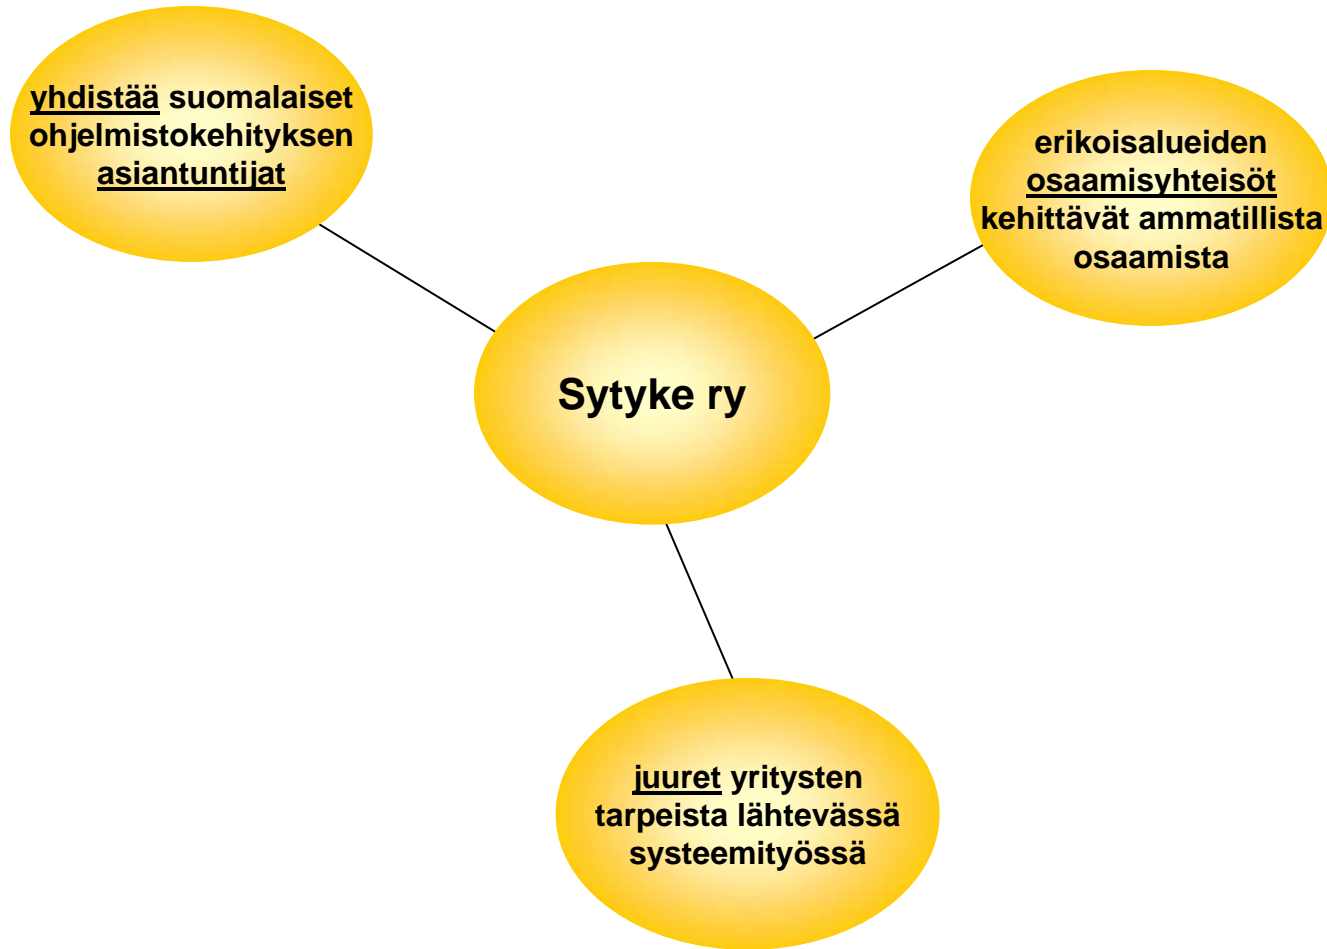 yhdistää suomalaiset
ohjelmistokehityksen
asiantuntijat
erikoisalueiden
osaamisyhteisöt
kehittävät ammatillista
osaamista
Sytyke ry
juuret yritysten
tarpeista lähtevässä
systeemityössä